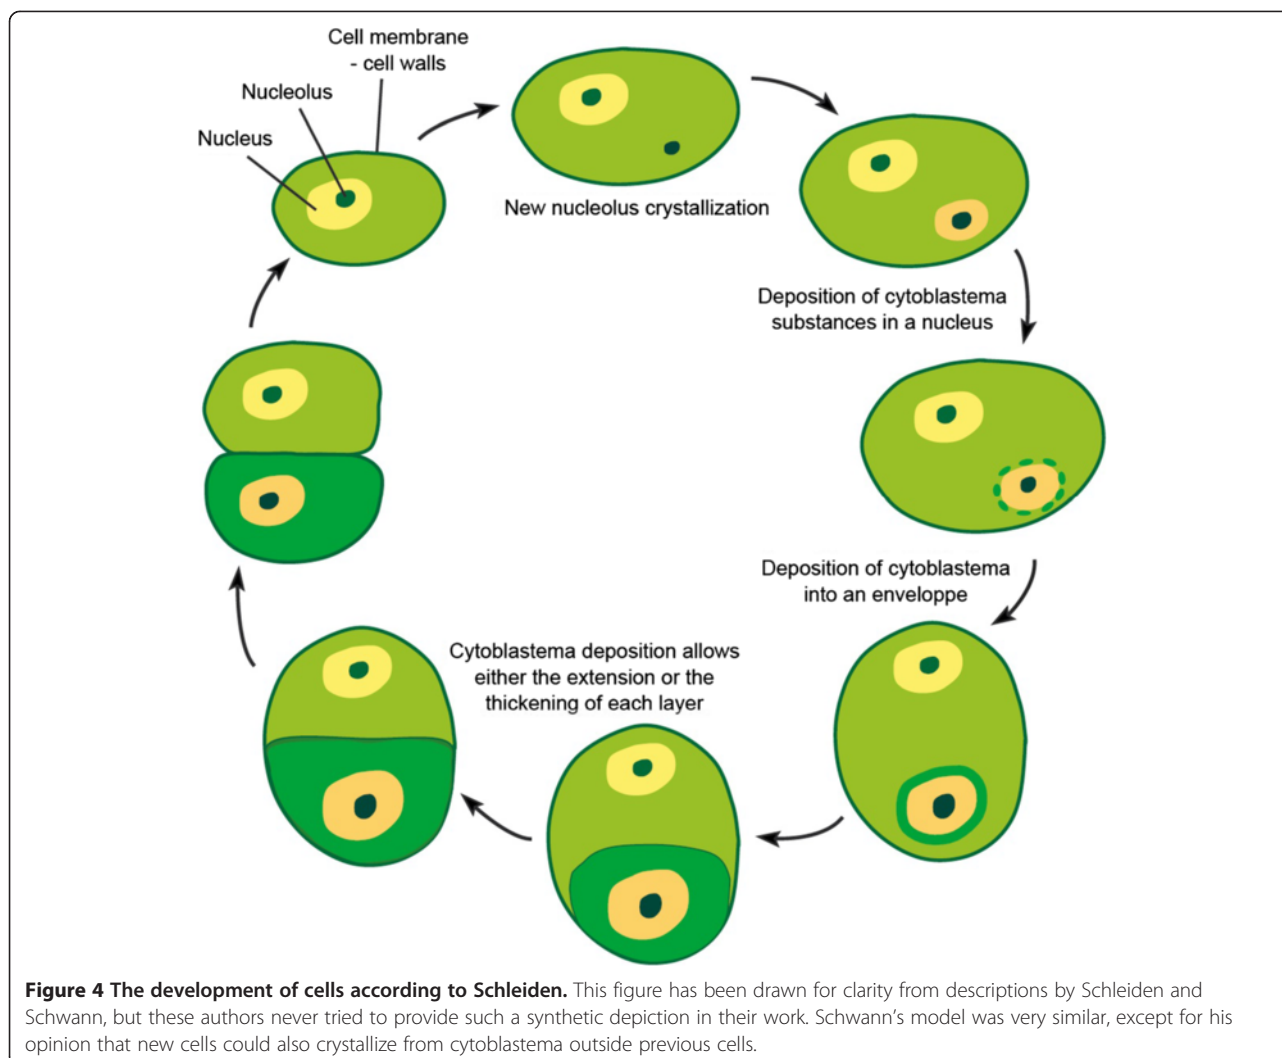 Cell membrane
- cell walls
Nucleolus
Nucleus
New nucleolus crystallization
Deposition of cytoblastema
substances in a nucleus
Deposition of cytoblastema
into an enveloppe
Cytoblastema deposition allows
either the extension or the
thickening of each layer
Figure 4 The development of cells according to Schleiden. This figure has been drawn for clarity from descriptions by Schleiden and
Schwann, but these authors never tried to provide such a synthetic depiction in their work. Schwann's model was very similar, except for his
opinion that new cells could also crystallize from cytoblastema outside previous cells.